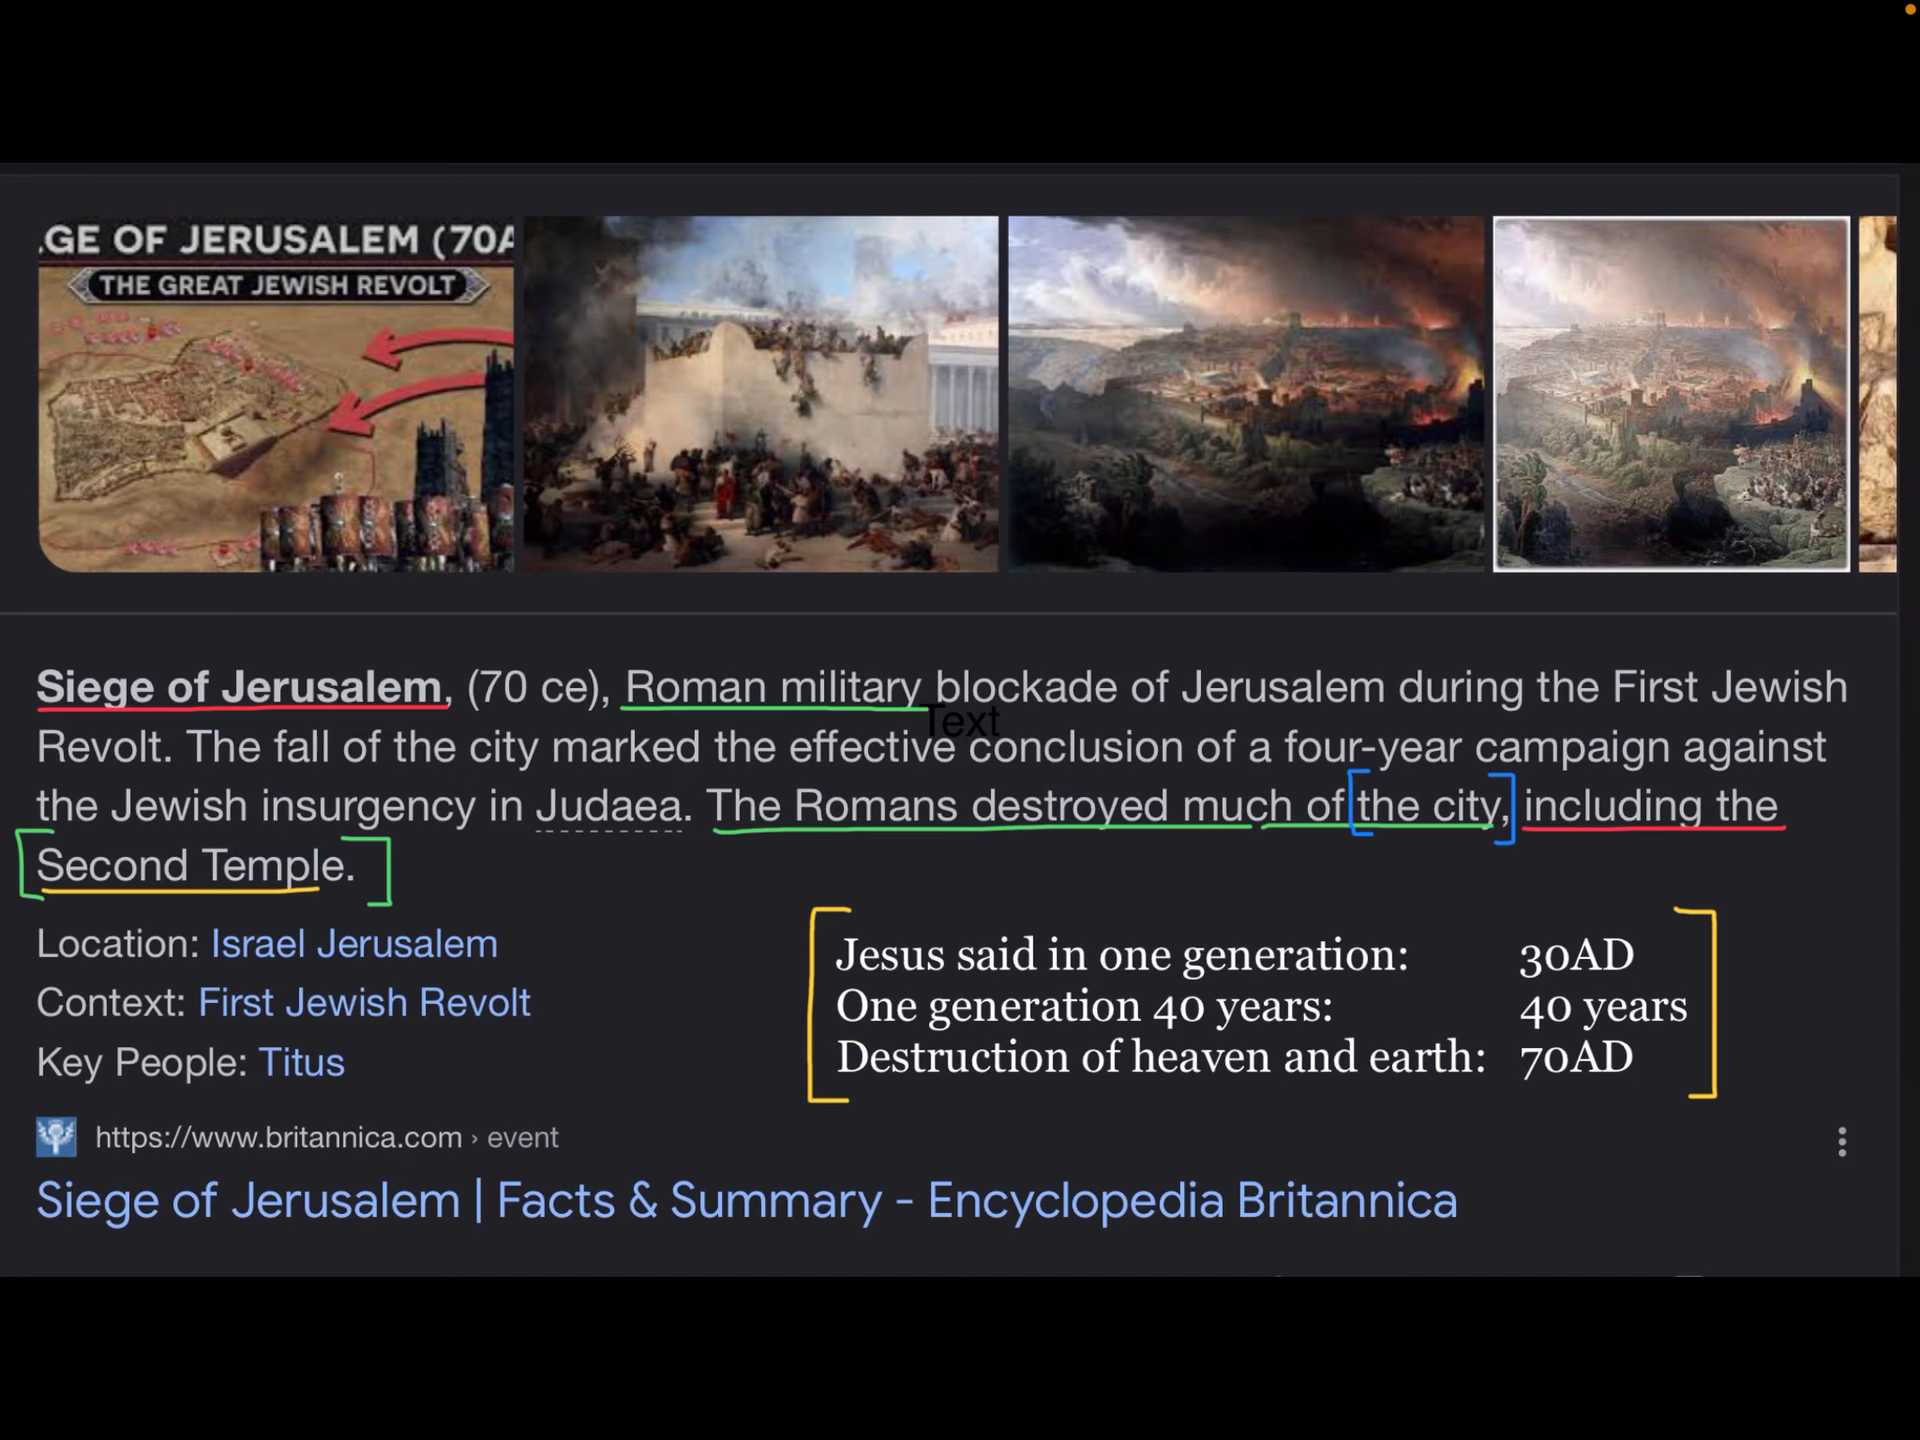 .GE OF JERUSALEM (70A
THE GREAT JEWISH REVOLT
Siege of Jerusalem, (70 ce), Roman military blockade of Jerusalem during the First Jewish
Text
Revolt. The fall of the city marked the effective conclusion of a four-year campaign against
the Jewish insurgency in Judaea. The Romans destroyed much of [the city,] including the
[Second Temple.]
Location: Israel Jerusalem
Context: First Jewish Revolt
Key People: Titus
Jesus said in one generation: 30AD
One generation 40 years: 40 years
Destruction of heaven and earth: 70AD
https://www.britannica.com › event
Siege of Jerusalem | Facts & Summary - Encyclopedia Britannica